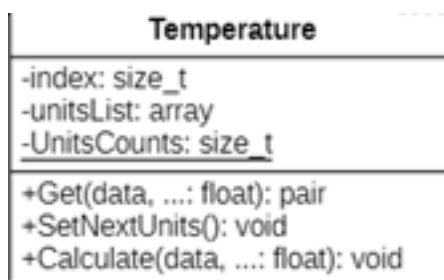 Temperature
-index: size_t
-unitsList: array
-UnitsCounts: size_t
+Get(data, ...: float): pair
+SetNextUnits(): void
+Calculate(data, ...: float): void